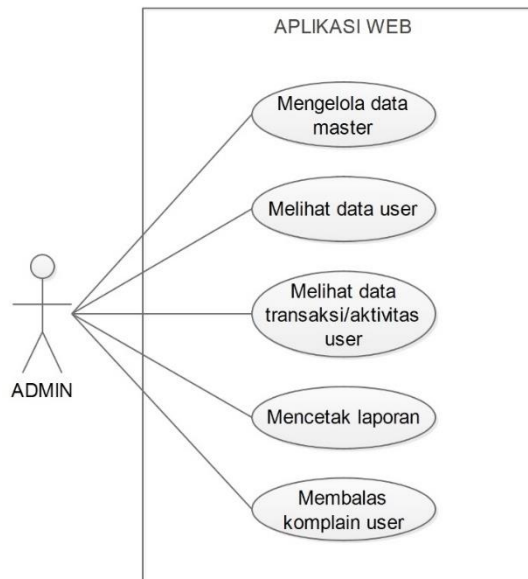 APLIKASI WEB
Mengelola data
master
Melihat data user
Melihat data
transaksi/aktivitas
user
ADMIN
Mencetak laporan
Membalas
komplain user